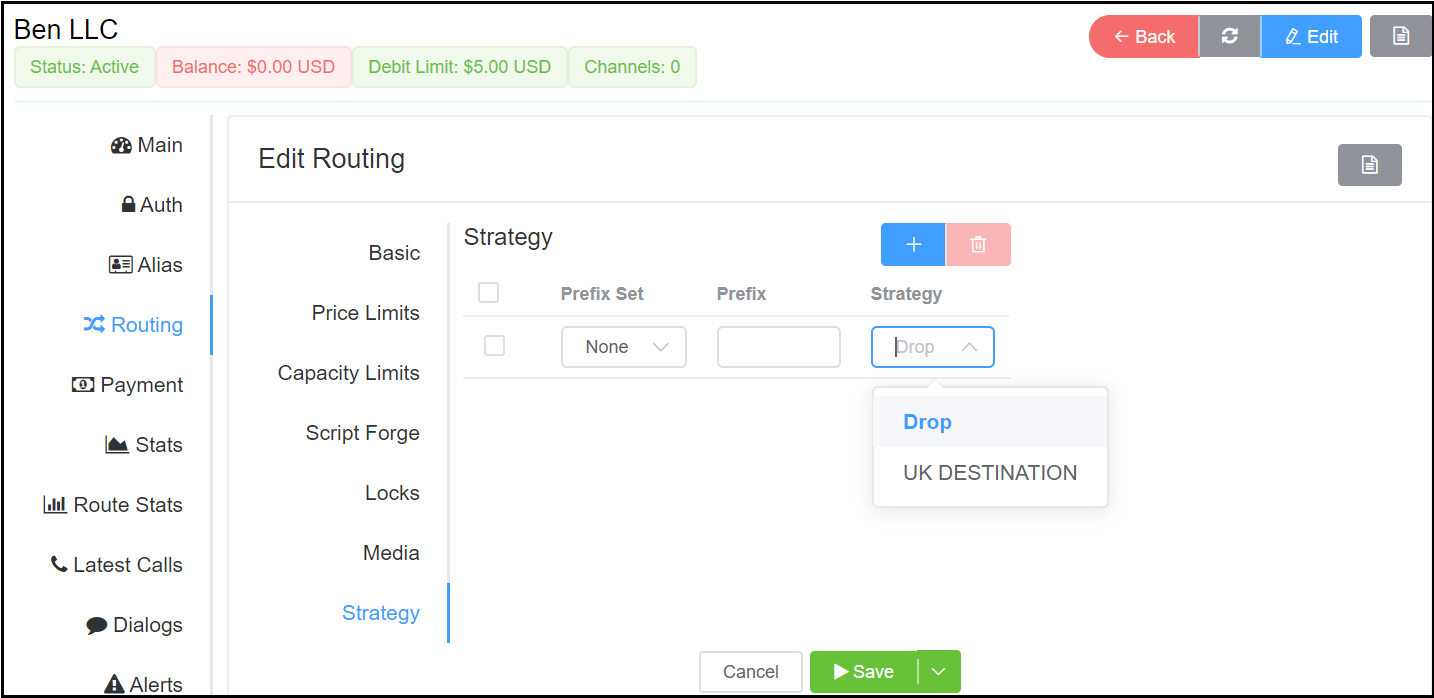 Ben LLC
Back
Edit
Status: Active
Balance: $0.00 USD
Debit Limit: $5.00 USD
Channels: 0
Main
Auth
Alias
Routing
Payment
Stats
Route Stats
Latest Calls
Dialogs
Alerts
Edit Routing
Basic
Price Limits
Capacity Limits
Script Forge
Locks
Media
Strategy
Strategy
Prefix Set Prefix Strategy
None Drop
Drop
UK DESTINATION
Cancel Save